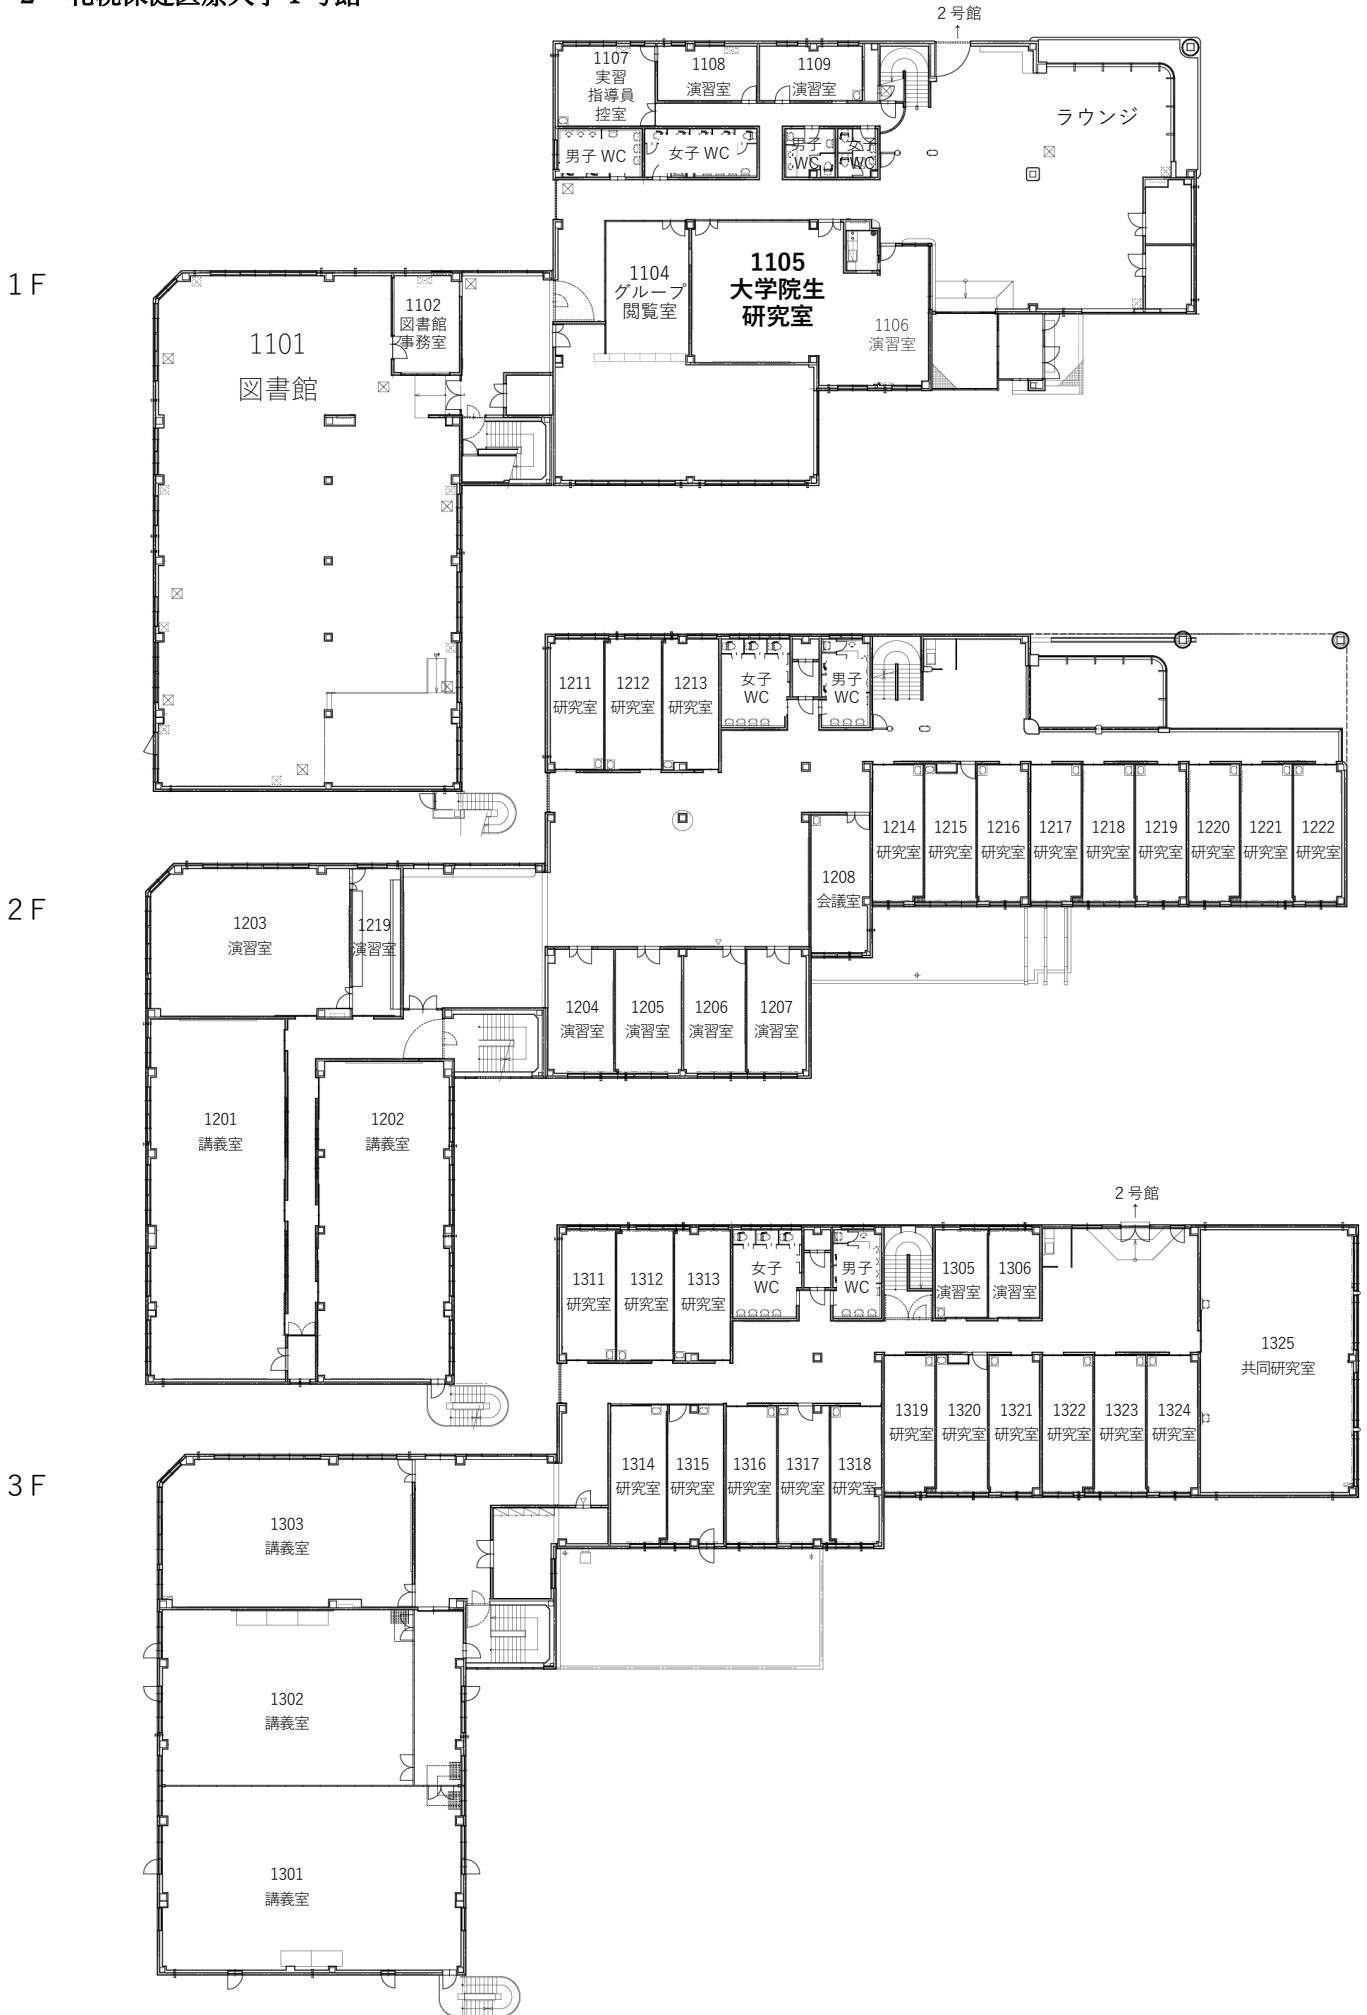 2号館
↑
1107
実習
指導員
控室
1108
演習室
1109
演習室
ラウンジ
男子 WC
女子 WC
男子
WC
女子
WC
1F
1101
図書館
1102
図書館
事務室
1104
グループ
閲覧室
1105
大学院生
研究室
1106
演習室
2F
1211
研究室
1212
研究室
1213
研究室
女子
WC
男子
WC
1214
研究室
1215
研究室
1216
研究室
1217
研究室
1218
研究室
1219
研究室
1220
研究室
1221
研究室
1222
研究室
1208
会議室
1203
演習室
1219
演習室
1204
演習室
1205
演習室
1206
演習室
1207
演習室
1201
講義室
1202
講義室
2号館
↑
3F
1311
研究室
1312
研究室
1313
研究室
女子
WC
男子
WC
1305
演習室
1306
演習室
1325
共同研究室
1314
研究室
1315
研究室
1316
研究室
1317
研究室
1318
研究室
1319
研究室
1320
研究室
1321
研究室
1322
研究室
1323
研究室
1324
研究室
1303
講義室
1302
講義室
1301
講義室